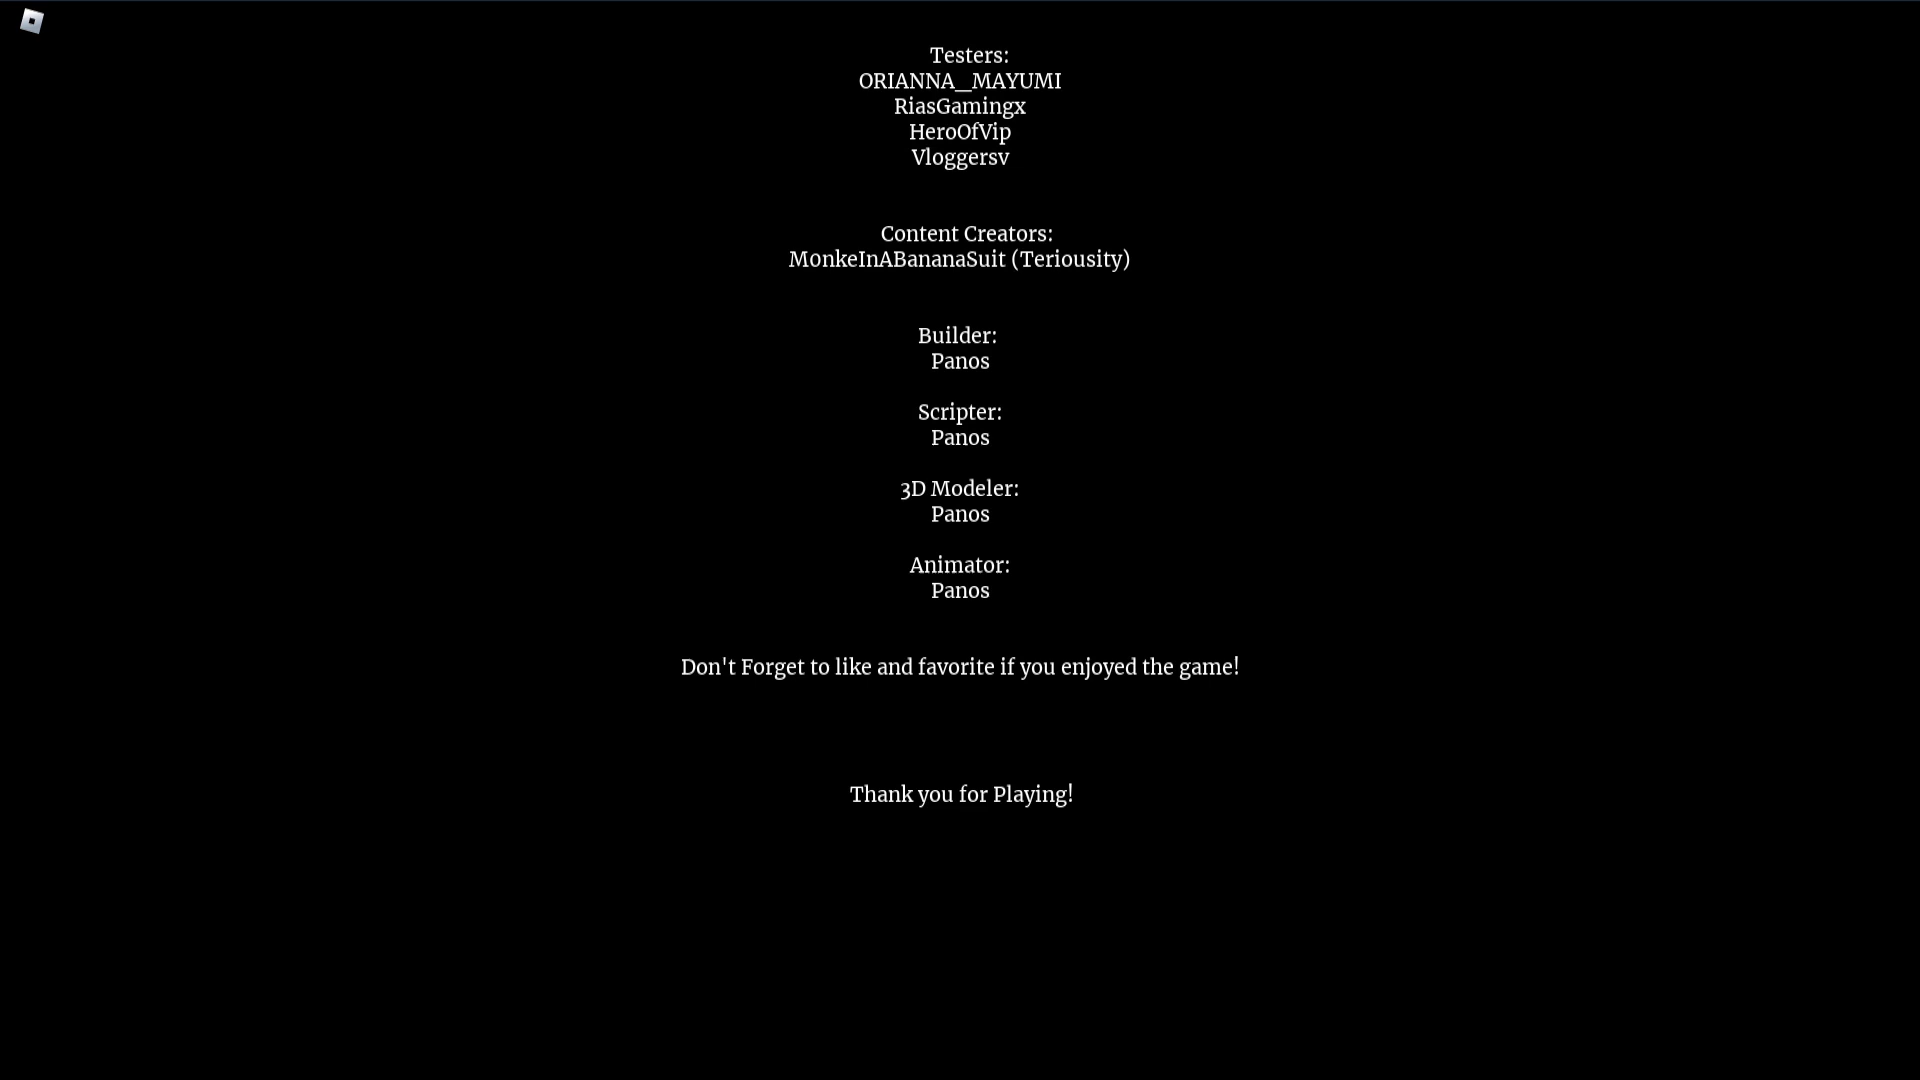 Testers:
ORIANNA_MAYUMI
RiasGamingx
HeroOfVip
Vloggersv
Content Creators:
M0nkeInABananaSuit (Teriousity)
Builder:
Panos
Scripter:
Panos
3D Modeler:
Panos
Animator:
Panos
Don't Forget to like and favorite if you enjoyed the game!
Thank you for Playing!